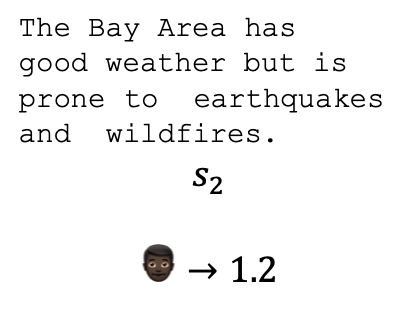 The Bay Area has
good weather but is
prone to  earthquakes
and  wildfires.
s₂
👨🏿 → 1.2